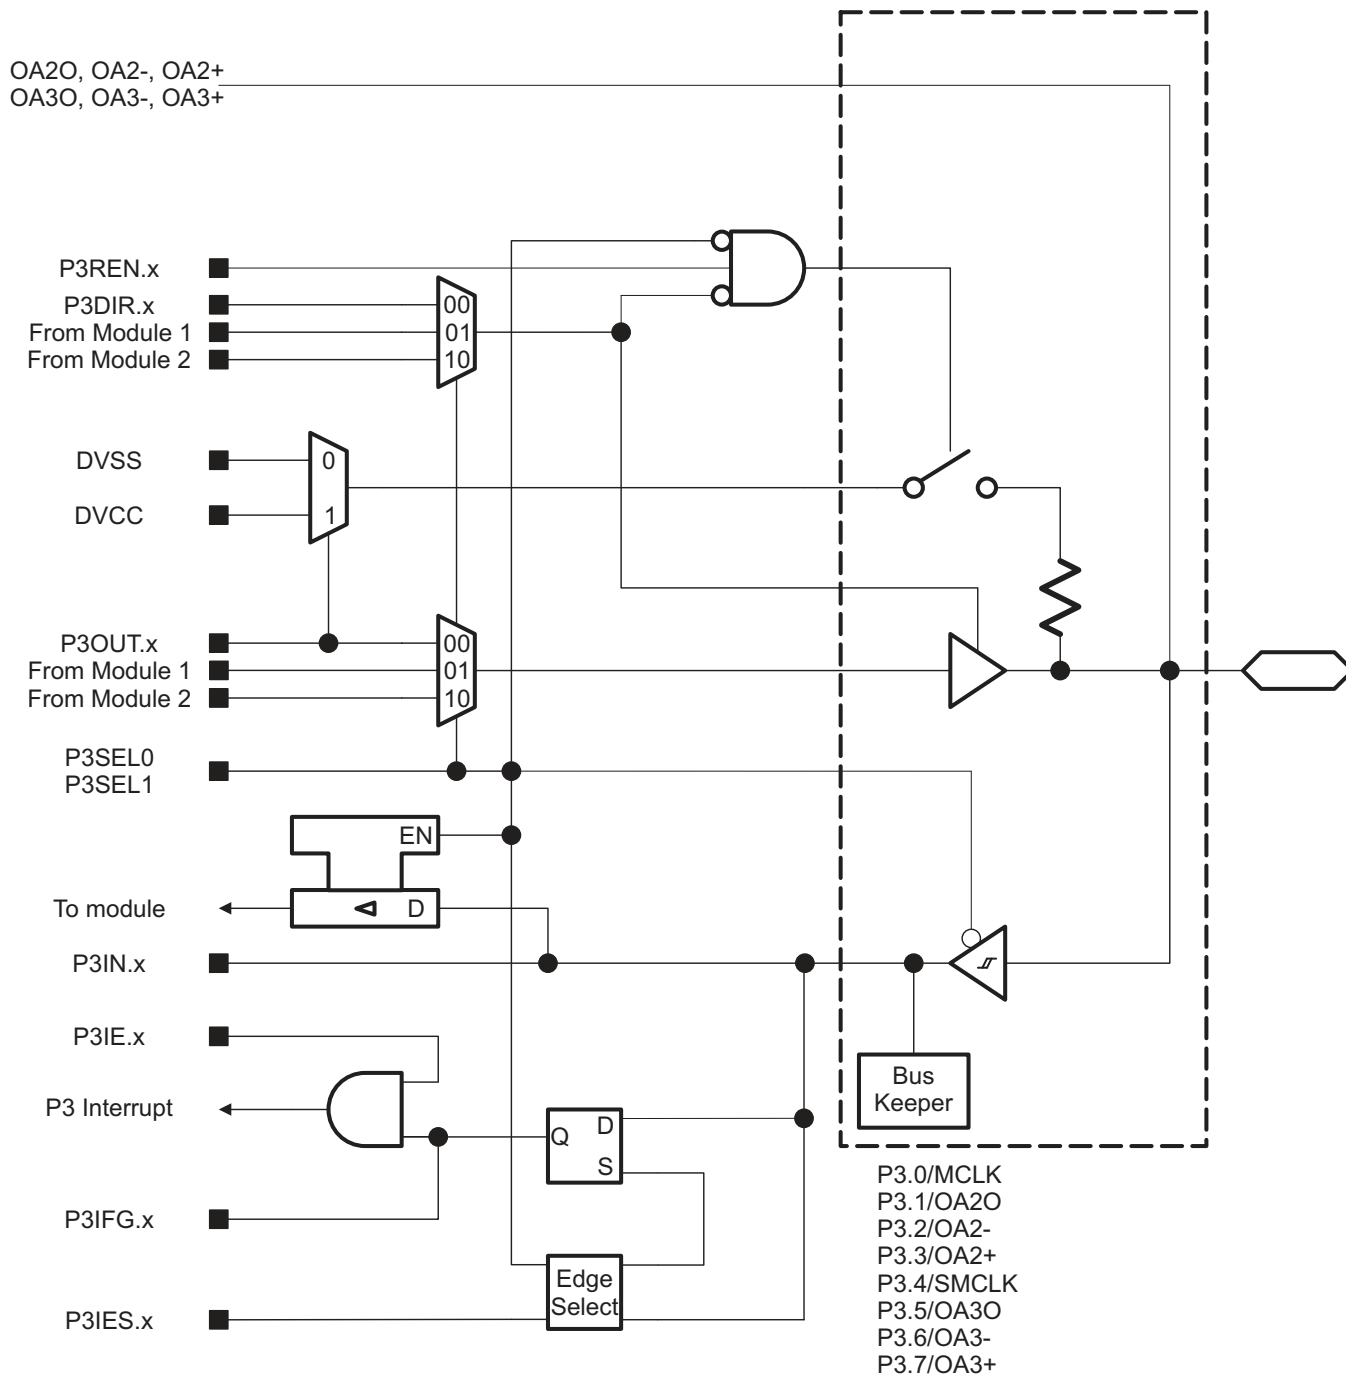 OA2O, OA2-, OA2+
OA3O, OA3-, OA3+
P3REN.x
P3DIR.x
From Module 1
From Module 2
00
01
10
DVSS
DVCC
0
1
P3OUT.x
From Module 1
From Module 2
00
01
10
P3SEL0
P3SEL1
EN
To module
D
P3IN.x
P3IE.x
P3 Interrupt
Bus
Keeper
Q
D
S
P3IFG.x
Edge
Select
P3IES.x
P3.0/MCLK
P3.1/OA2O
P3.2/OA2-
P3.3/OA2+
P3.4/SMCLK
P3.5/OA3O
P3.6/OA3-
P3.7/OA3+